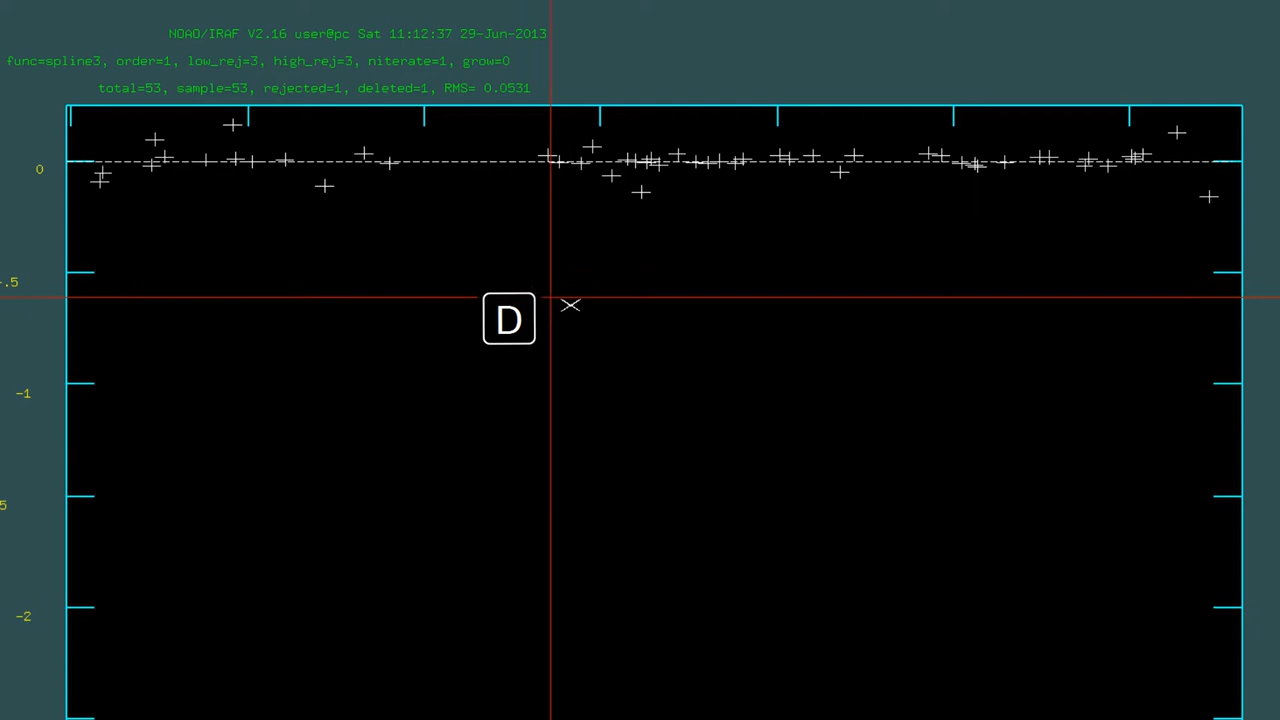 NOAO/IRAF V2.16 user@pc Sat 11:12:37 29-Jun-2013
func=spline3, order=1, low_rej=3, high_rej=3, niterate=1, grow=0
total=53, sample=53, rejected=1, deleted=1, RMS= 0.0531
0
-.5
D
-1
5
-2